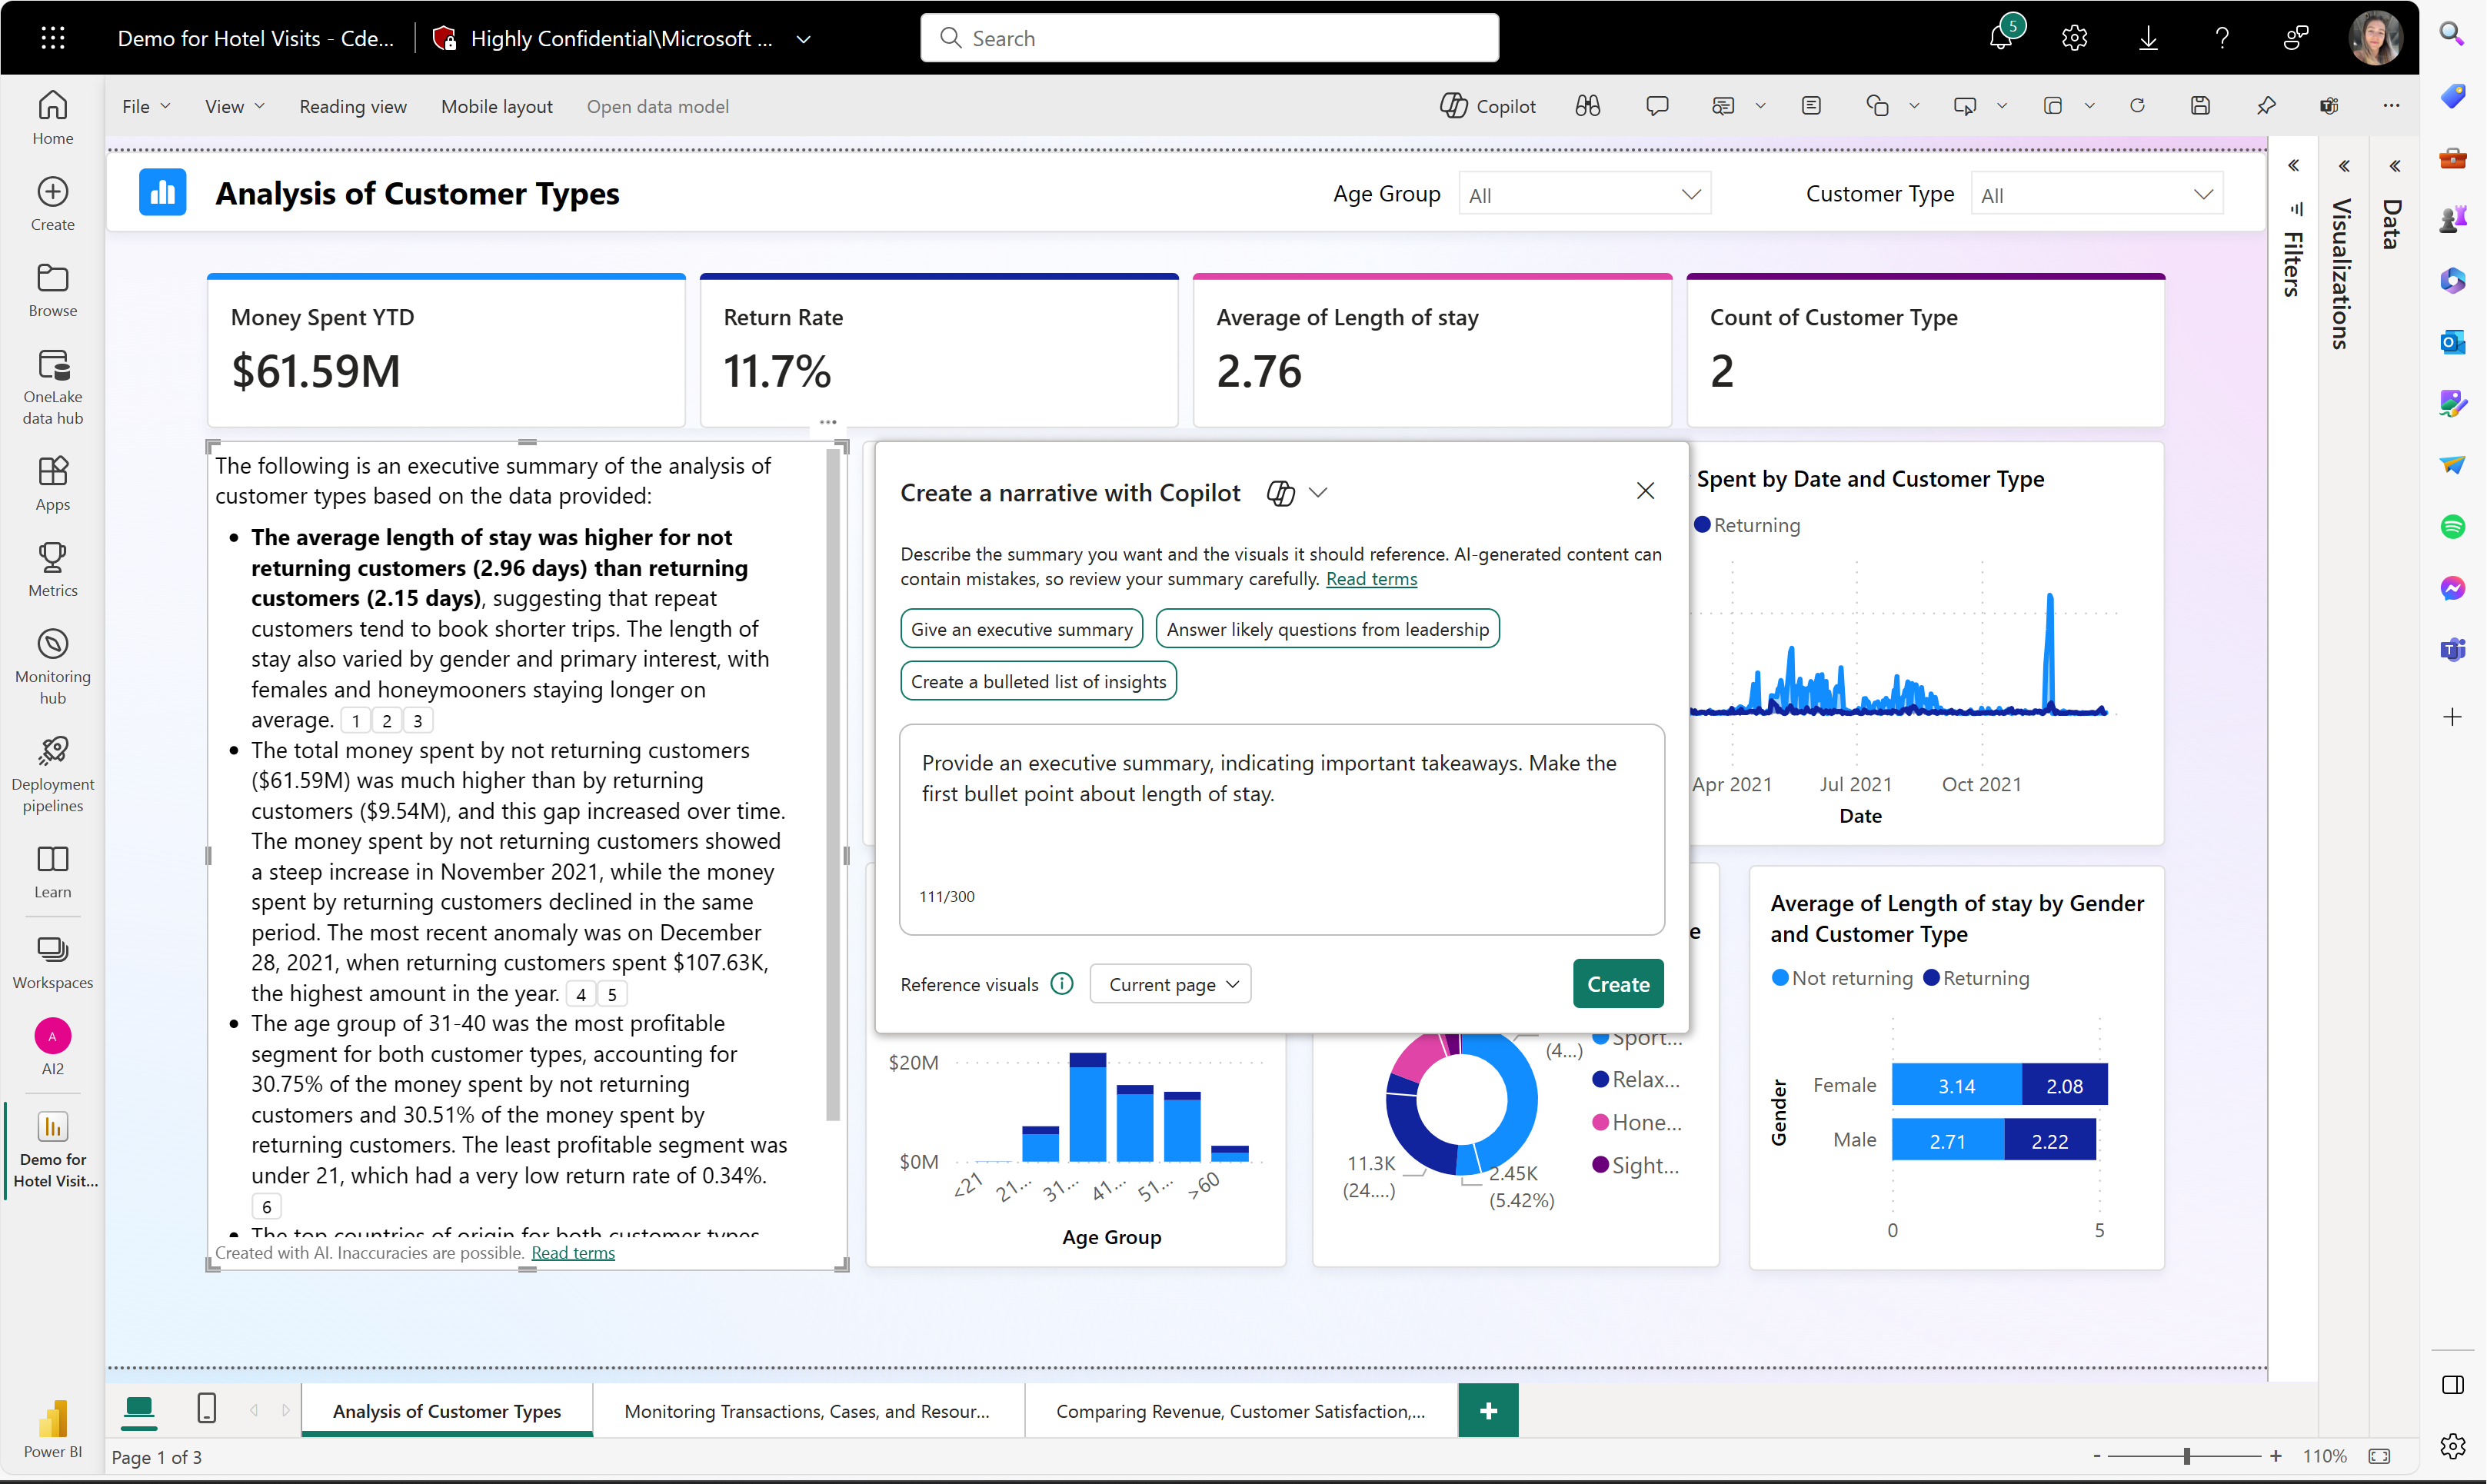 Demo for Hotel Visits - Cde...
Highly Confidential\Microsoft ...
Search
5
File
View
Reading view
Mobile layout
Open data model
Copilot
Home
Create
Browse
OneLake
data hub
Apps
Metrics
Monitoring
hub
Deployment
pipelines
Learn
Workspaces
A
AI2
Demo for
Hotel Visit...
Power BI
Analysis of Customer Types
Age Group
All
Customer Type
All
Filters
Visualizations
Data
Money Spent YTD
$61.59M
Return Rate
11.7%
Average of Length of stay
2.76
Count of Customer Type
2
The following is an executive summary of the analysis of
customer types based on the data provided:
• The average length of stay was higher for not
returning customers (2.96 days) than returning
customers (2.15 days), suggesting that repeat
customers tend to book shorter trips. The length of
stay also varied by gender and primary interest, with
females and honeymooners staying longer on
average. 1 2 3
• The total money spent by not returning customers
($61.59M) was much higher than by returning
customers ($9.54M), and this gap increased over time.
The money spent by not returning customers showed
a steep increase in November 2021, while the money
spent by returning customers declined in the same
period. The most recent anomaly was on December
28, 2021, when returning customers spent $107.63K,
the highest amount in the year. 4 5
• The age group of 31-40 was the most profitable
segment for both customer types, accounting for
30.75% of the money spent by not returning
customers and 30.51% of the money spent by
returning customers. The least profitable segment was
under 21, which had a very low return rate of 0.34%.
6
• The top countries of origin for both customer types
Created with AI. Inaccuracies are possible. Read terms
Create a narrative with Copilot
Describe the summary you want and the visuals it should reference. AI-generated content can
contain mistakes, so review your summary carefully. Read terms
Give an executive summary
Answer likely questions from leadership
Create a bulleted list of insights
Provide an executive summary, indicating important takeaways. Make the
first bullet point about length of stay.
111/300
Reference visuals
Current page
Create
Spent by Date and Customer Type
Returning
Apr 2021
Jul 2021
Oct 2021
Date
$20M
$0M
<21
21...
31...
41...
51...
>60
Age Group
e
(4...)
11.3K
(24....)
2.45K
(5.42%)
Sport...
Relax...
Hone...
Sight...
Average of Length of stay by Gender
and Customer Type
Not returning
Returning
Gender
Female
3.14
2.08
Male
2.71
2.22
0
5
Analysis of Customer Types
Monitoring Transactions, Cases, and Resour...
Comparing Revenue, Customer Satisfaction,...
+
Page 1 of 3
- + 110%